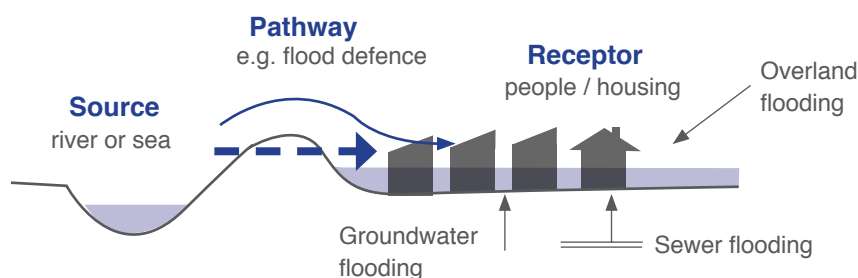 Pathway
e.g. flood defence
Receptor
people / housing
Source
river or sea
Overland
flooding
Groundwater
flooding
Sewer flooding